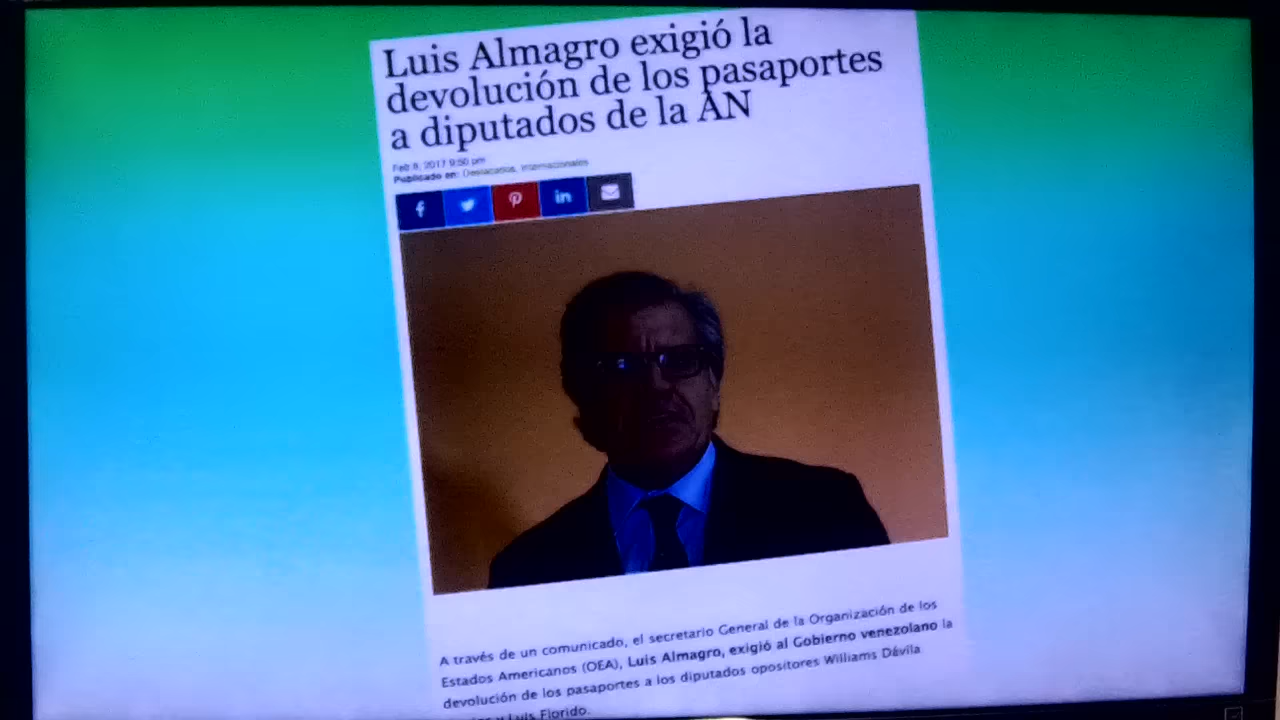 Luis Almagro exigió la
devolución de los pasaportes
a diputados de la AN
Feb 8, 2017 9:50 pm
Publicado en: Destacados, Internacionales
f
in
A través de un comunicado, el secretario General de la Organización de los
Estados Americanos (OEA), Luis Almagro, exigió al Gobierno venezolano la
devolución de los pasaportes a los diputados opositores Williams Dávila
y Luis Florido.